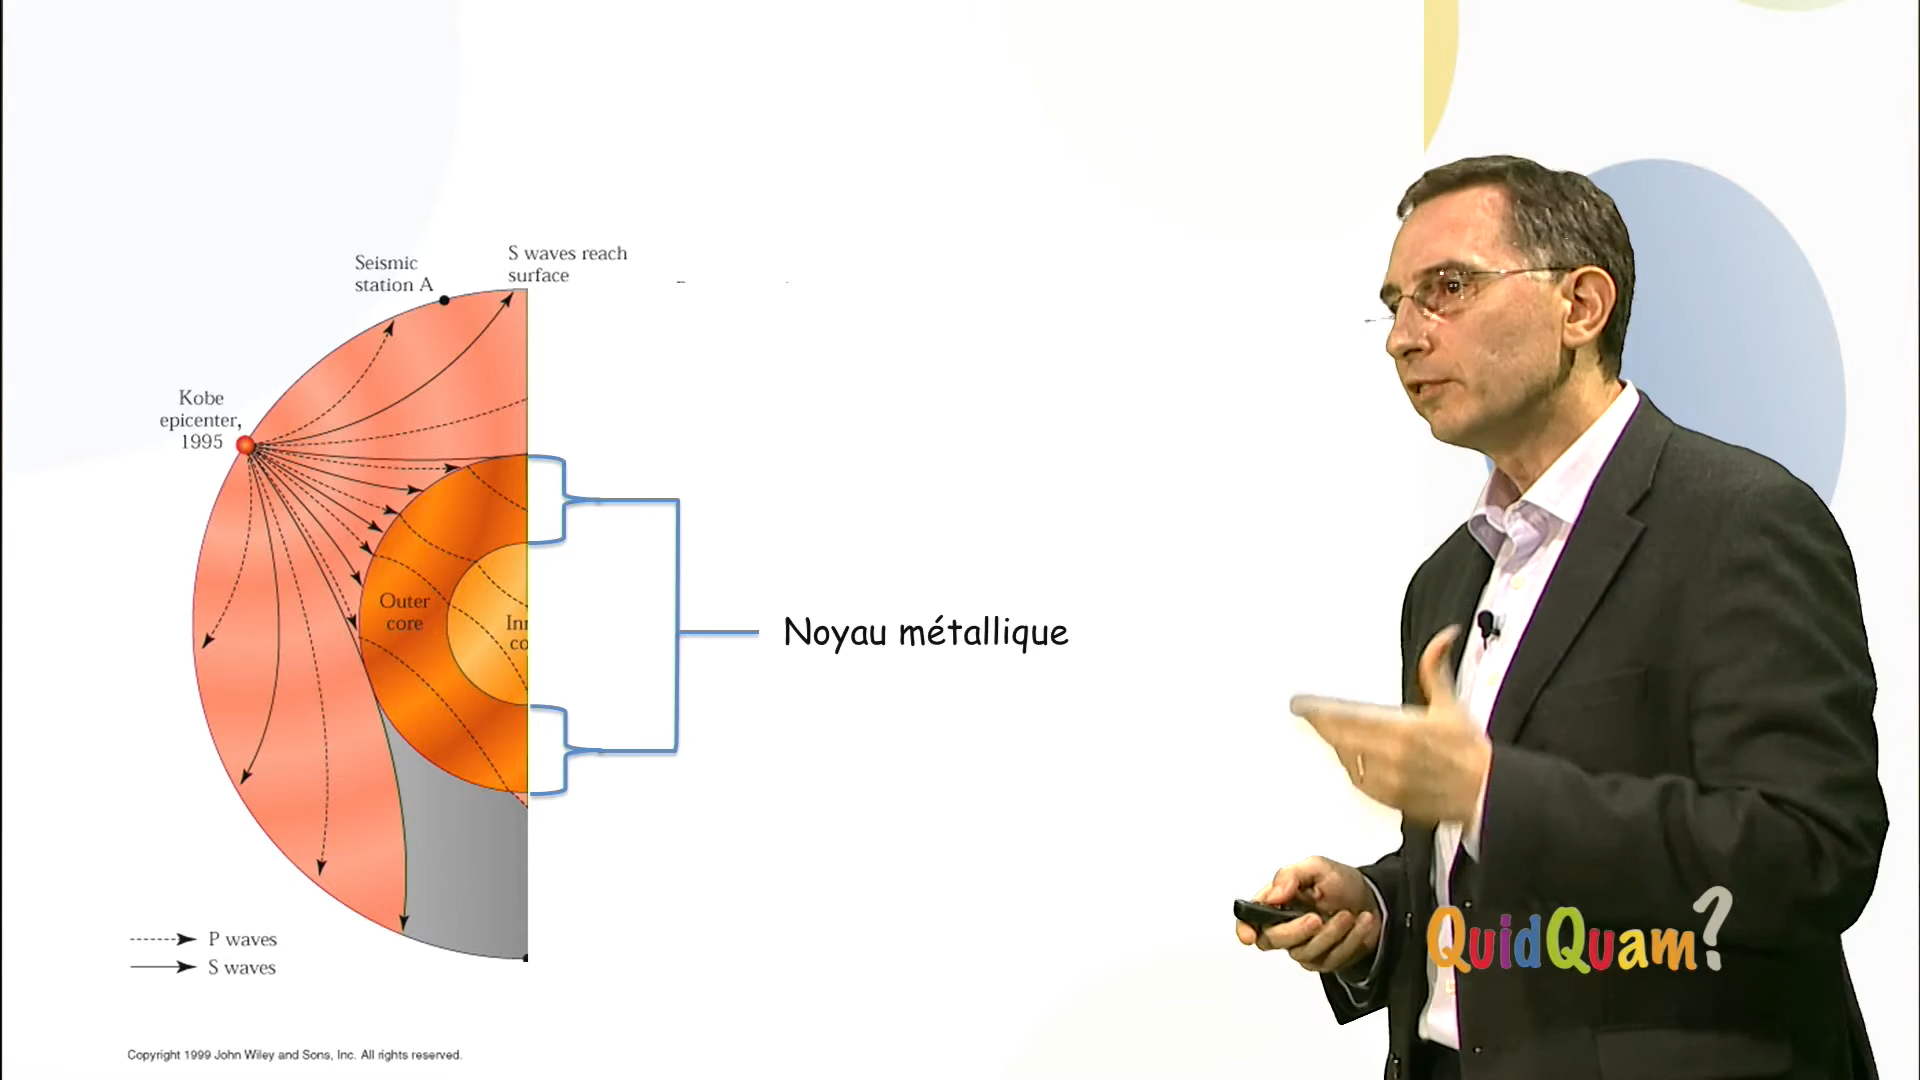 Seismic
station A
S waves reach
surface
Kobe
epicenter,
1995
Outer
core
Inn
co
Noyau métallique
P waves
S waves
QuidQuam?
Copyright 1999 John Wiley and Sons, Inc. All rights reserved.